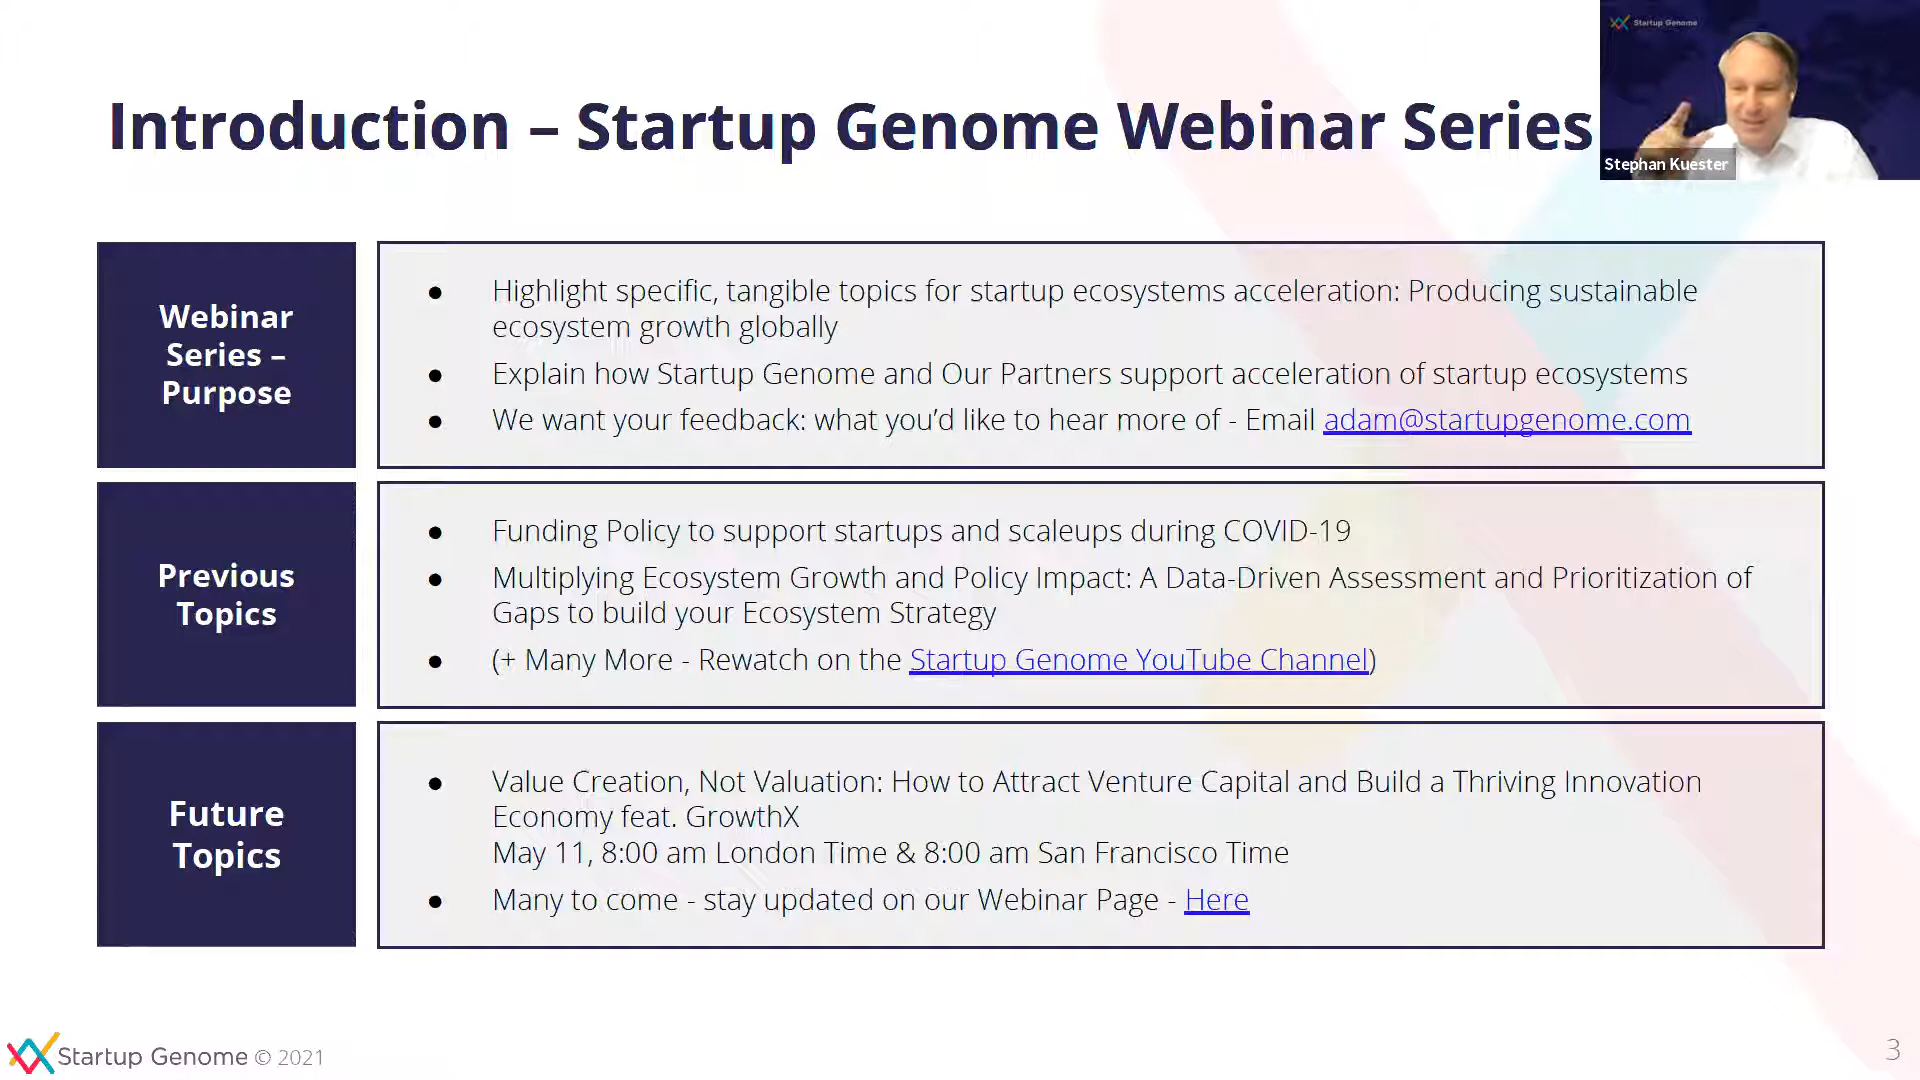 Startup Genome
Introduction – Startup Genome Webinar Series
Stephan Kuester
Webinar
Series –
Purpose
● Highlight specific, tangible topics for startup ecosystems acceleration: Producing sustainable
ecosystem growth globally
● Explain how Startup Genome and Our Partners support acceleration of startup ecosystems
● We want your feedback: what you’d like to hear more of - Email adam@startupgenome.com
Previous
Topics
● Funding Policy to support startups and scaleups during COVID-19
● Multiplying Ecosystem Growth and Policy Impact: A Data-Driven Assessment and Prioritization of
Gaps to build your Ecosystem Strategy
● (+ Many More - Rewatch on the Startup Genome YouTube Channel)
Future
Topics
● Value Creation, Not Valuation: How to Attract Venture Capital and Build a Thriving Innovation
Economy feat. GrowthX
May 11, 8:00 am London Time & 8:00 am San Francisco Time
● Many to come - stay updated on our Webinar Page - Here
Startup Genome © 2021
3